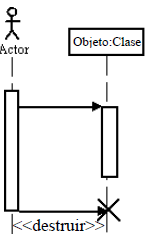 Actor
Objeto:Clase
<<destruir>>